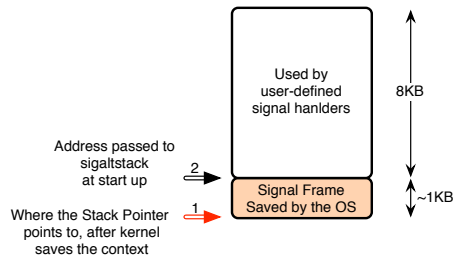 Used by
user-defined
signal hanlders
8KB
Address passed to
sigaltstack
at start up
2
Signal Frame
Saved by the OS
~1KB
1
Where the Stack Pointer
points to, after kernel
saves the context